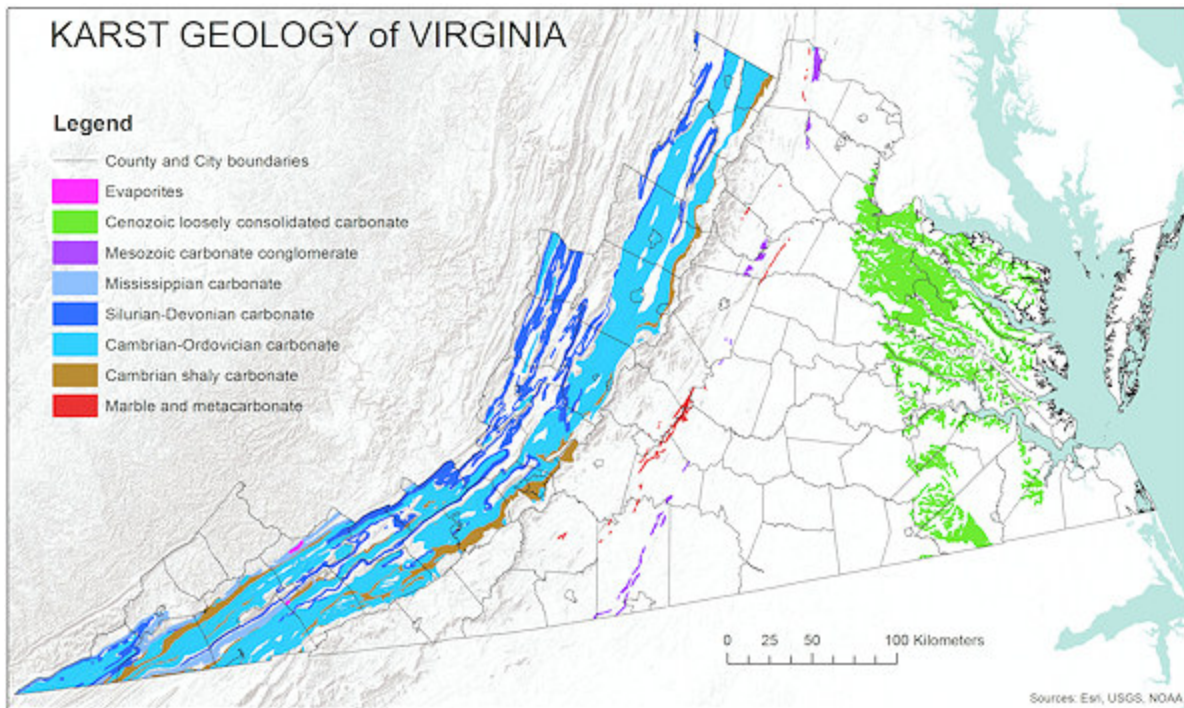 KARST GEOLOGY of VIRGINIA
Legend
County and City boundaries
Evaporites
Cenozoic loosely consolidated carbonate
Mesozoic carbonate conglomerate
Mississippian carbonate
Silurian-Devonian carbonate
Cambrian-Ordovician carbonate
Cambrian shaly carbonate
Marble and metacarbonate
0 25 50 100 Kilometers
Sources: Esri, USGS, NOAA